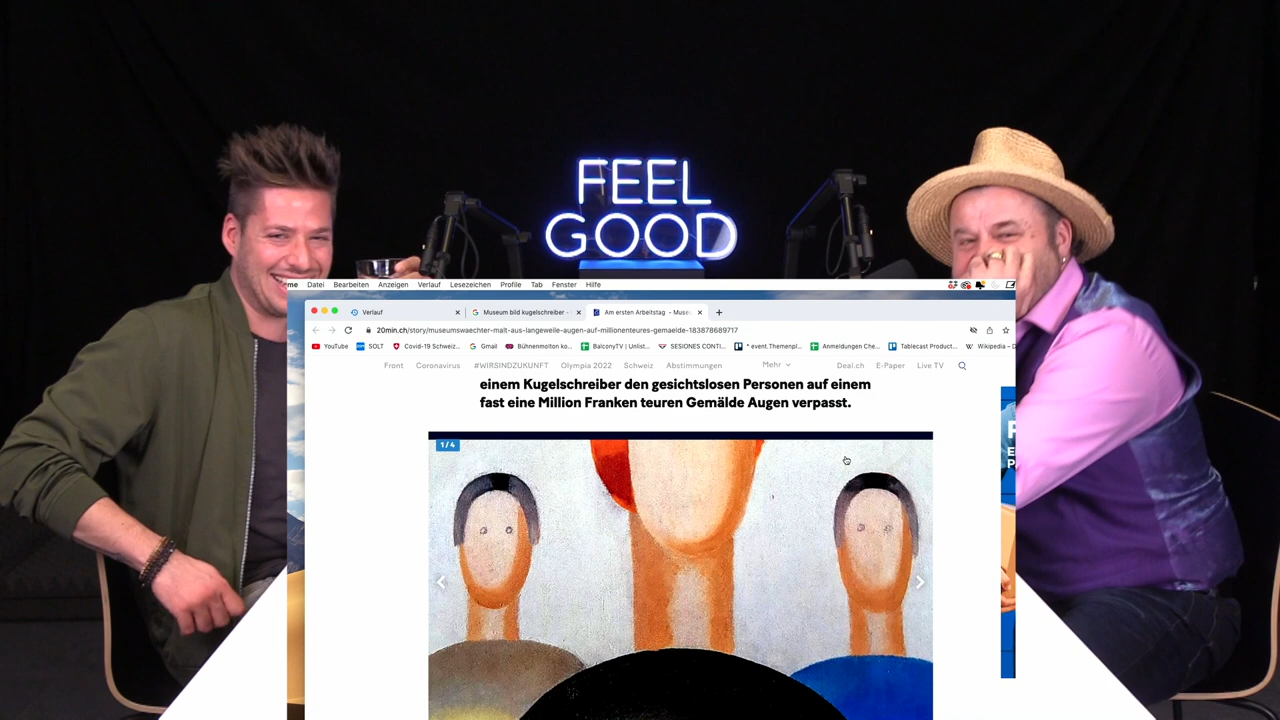 FEEL
GOOD
me Datei Bearbeiten Anzeigen Verlauf Lesezeichen Profile Tab Fenster Hilfe
Verlauf
Museum bild kugelschreiber -
Am ersten Arbeitstag - Muse
20min.ch/story/museumswaechter-malt-aus-langeweile-augen-auf-millionenteures-gemaelde-183878689717
YouTube SOLT Covid-19 Schweiz... Gmail Bühnenmolton ko... BalconyTV | Unlist... SESIONES CONTI... * event.Themenpl... Anmeldungen Che... Tablecast Product... Wikipedia – D
Front Coronavirus #WIRSINDZUKUNFT Olympia 2022 Schweiz Abstimmungen Mehr Deal.ch E-Paper Live TV
einem Kugelschreiber den gesichtslosen Personen auf einem
fast eine Million Franken teuren Gemälde Augen verpasst.
1/4